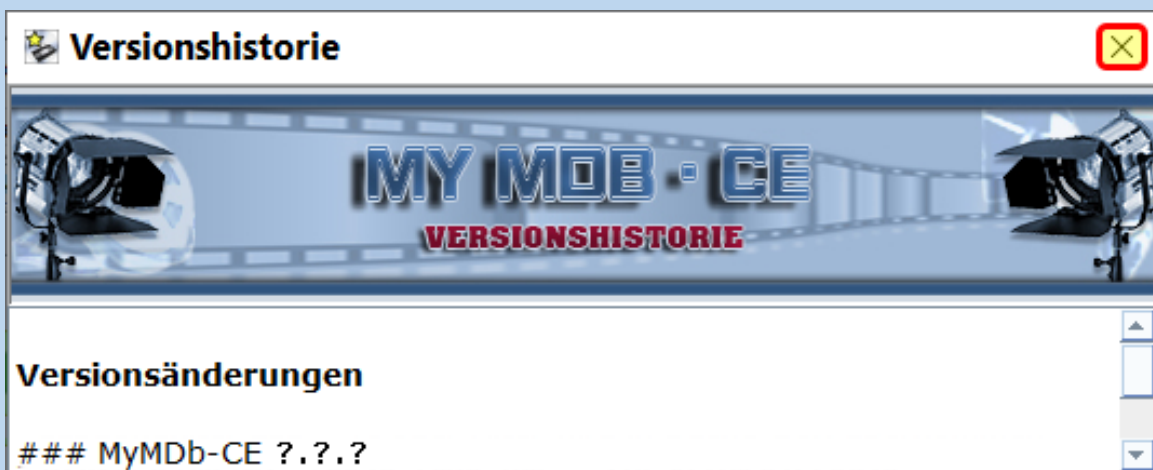 Versionshistorie
MY MDB · CE
VERSIONSHISTORIE
Versionsänderungen
### MyMDb-CE ?.?.?